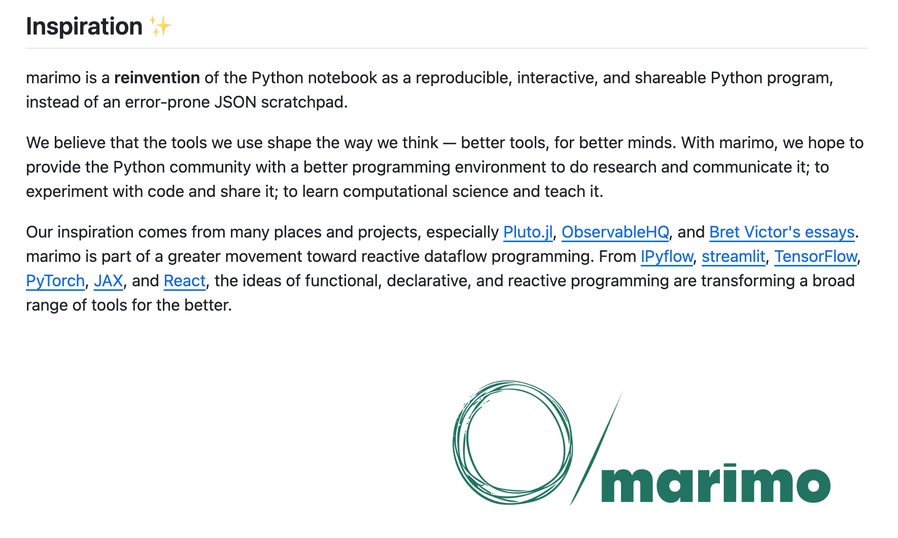 Inspiration ✨
marimo is a reinvention of the Python notebook as a reproducible, interactive, and shareable Python program,
instead of an error-prone JSON scratchpad.
We believe that the tools we use shape the way we think — better tools, for better minds. With marimo, we hope to
provide the Python community with a better programming environment to do research and communicate it; to
experiment with code and share it; to learn computational science and teach it.
Our inspiration comes from many places and projects, especially Pluto.jl, ObservableHQ, and Bret Victor's essays.
marimo is part of a greater movement toward reactive dataflow programming. From IPyflow, streamlit, TensorFlow,
PyTorch, JAX, and React, the ideas of functional, declarative, and reactive programming are transforming a broad
range of tools for the better.
marimo